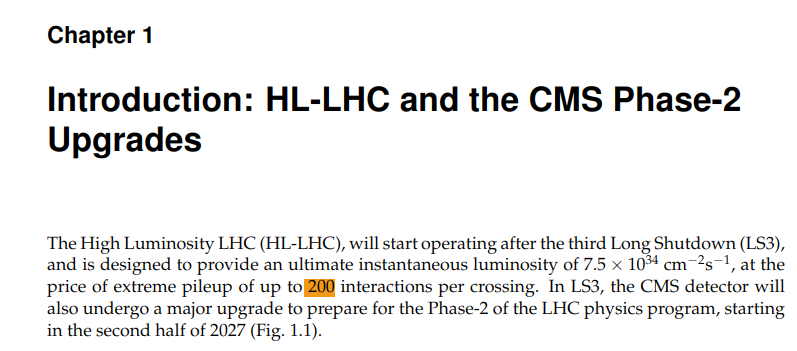 Chapter 1
Introduction: HL-LHC and the CMS Phase-2
Upgrades
The High Luminosity LHC (HL-LHC), will start operating after the third Long Shutdown (LS3),
and is designed to provide an ultimate instantaneous luminosity of 7.5 × 10³⁴ cm⁻²s⁻¹, at the
price of extreme pileup of up to 200 interactions per crossing. In LS3, the CMS detector will
also undergo a major upgrade to prepare for the Phase-2 of the LHC physics program, starting
in the second half of 2027 (Fig. 1.1).